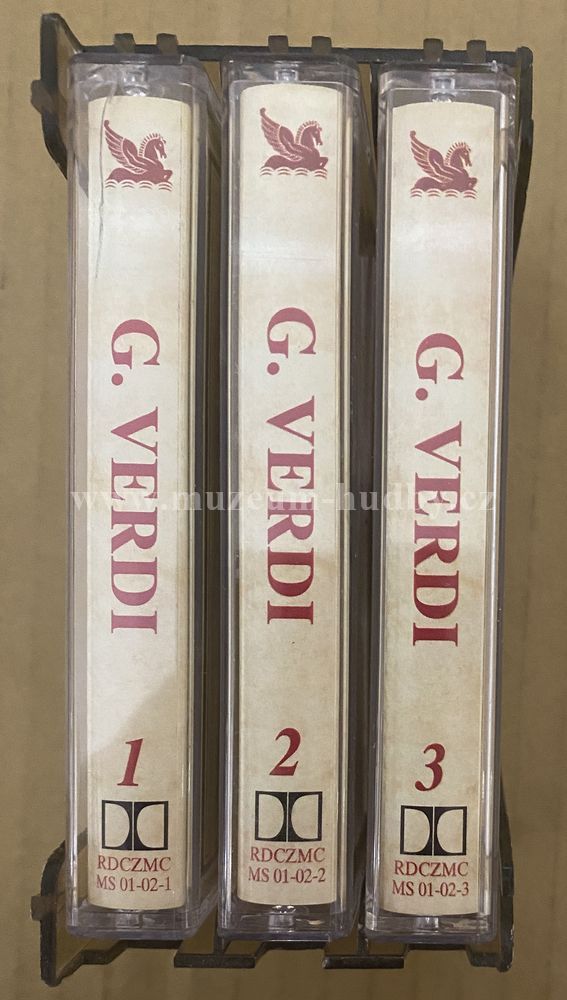 G. VERDI
1
RDCZMC
MS 01-02-1
G. VERDI
2
RDCZMC
MS 01-02-2
G. VERDI
3
RDCZMC
MS 01-02-3
www.muzeum-hudby.cz